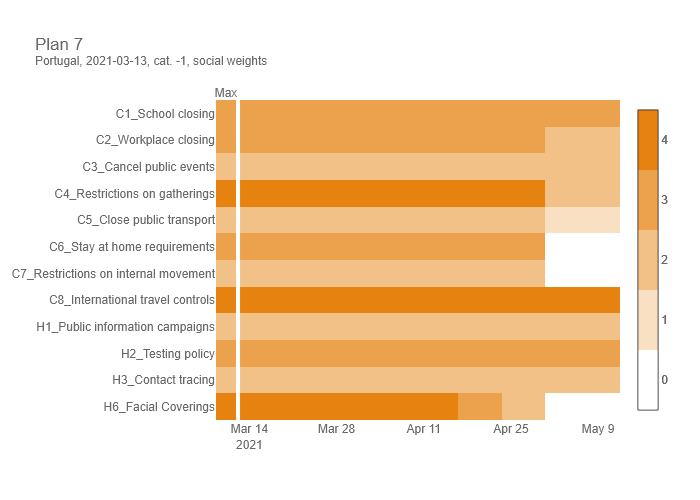 Plan 7
Portugal, 2021-03-13, cat. -1, social weights
Max
C1_School closing
C2_Workplace closing
C3_Cancel public events
C4_Restrictions on gatherings
C5_Close public transport
C6_Stay at home requirements
C7_Restrictions on internal movement
C8_International travel controls
H1_Public information campaigns
H2_Testing policy
H3_Contact tracing
H6_Facial Coverings
Mar 14 Mar 28 Apr 11 Apr 25 May 9
2021
4
3
2
1
0